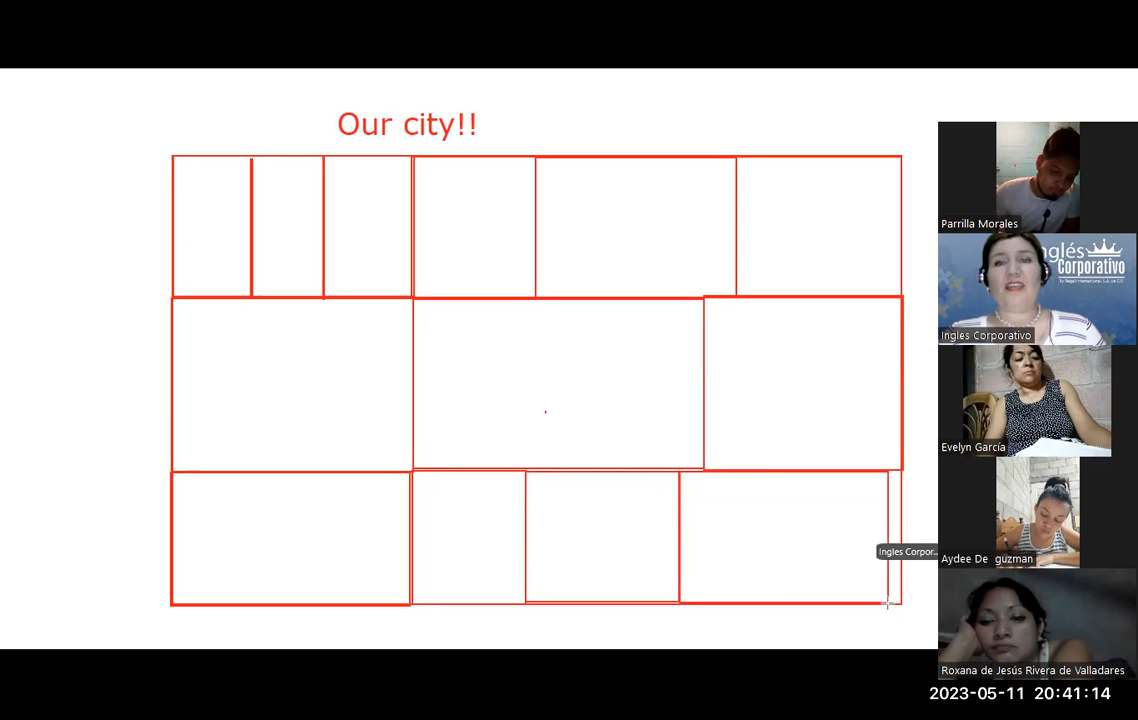 Our city!!
Parrilla Morales
Inglés
Corporativo
Ingles Corporativo
Evelyn García
Ingles Corpor...
Aydee De guzman
Roxana de Jesús Rivera de Valladares
2023-05-11 20:41:14